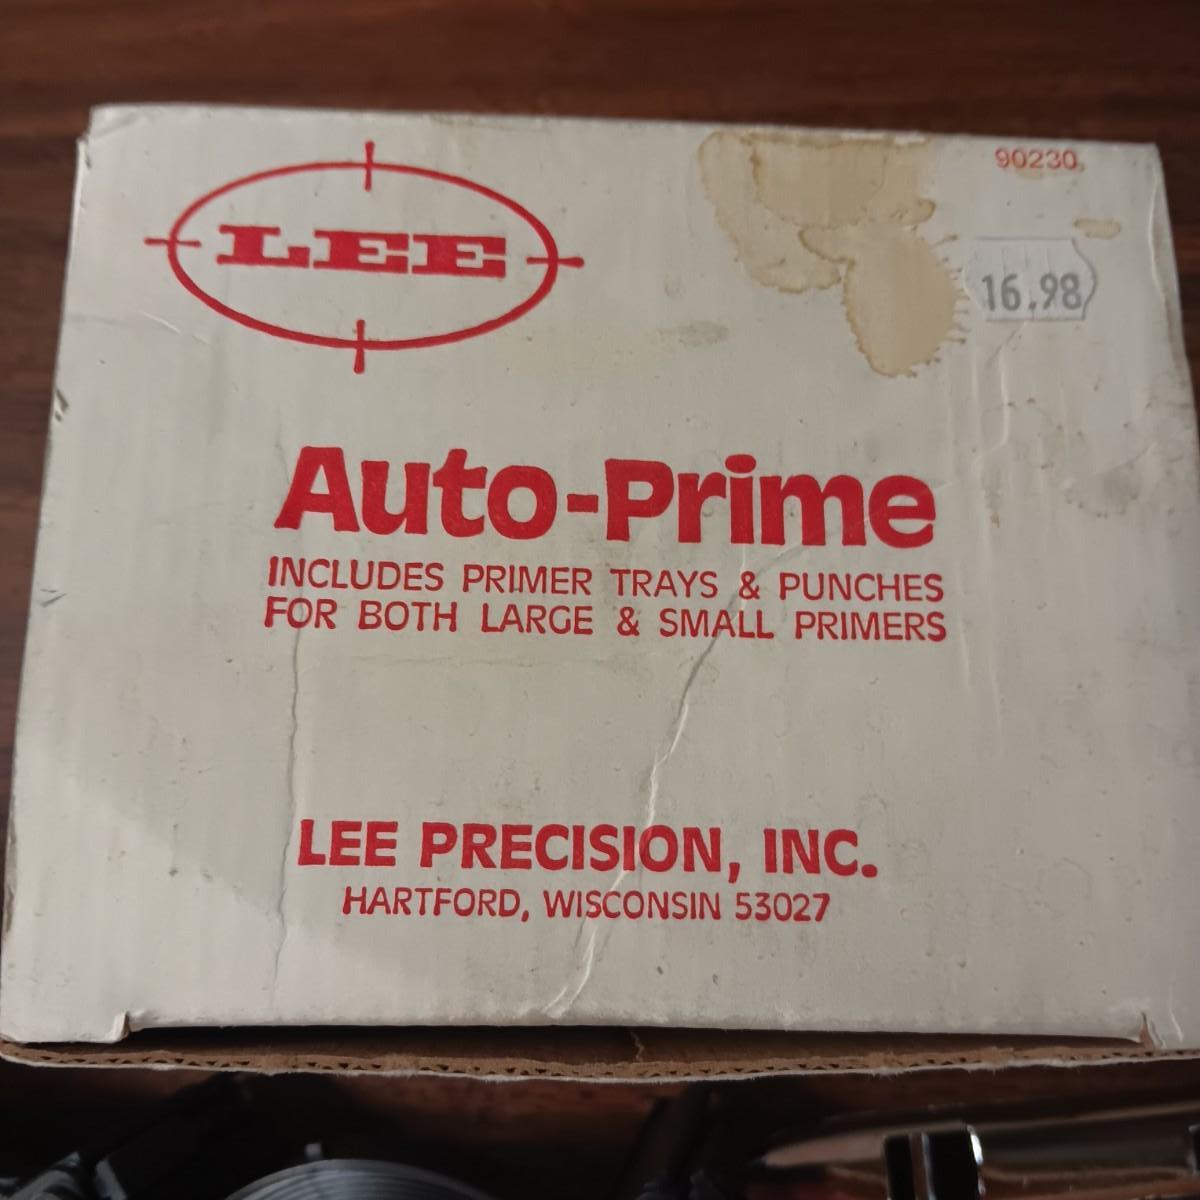 LEE
90230
16.98
Auto-Prime
INCLUDES PRIMER TRAYS & PUNCHES
FOR BOTH LARGE & SMALL PRIMERS
LEE PRECISION, INC.
HARTFORD, WISCONSIN 53027